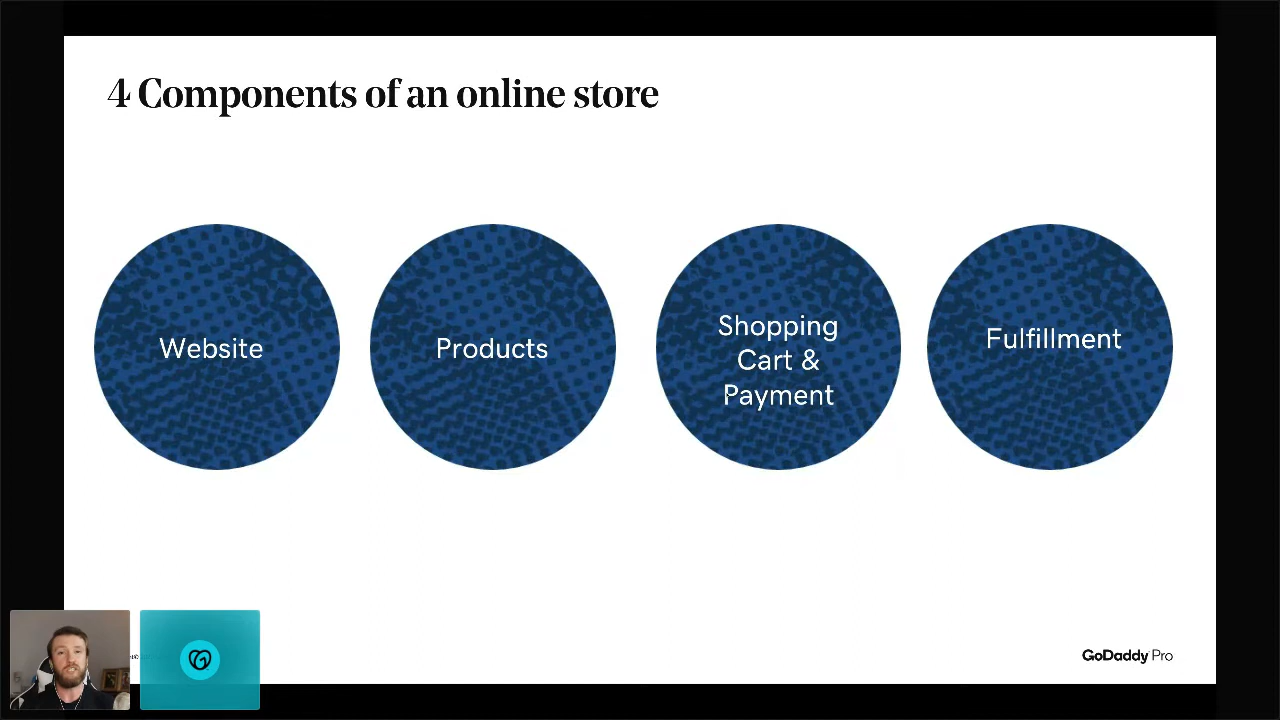 4 Components of an online store
Website
Products
Shopping
Cart &
Payment
Fulfillment
GoDaddy Pro